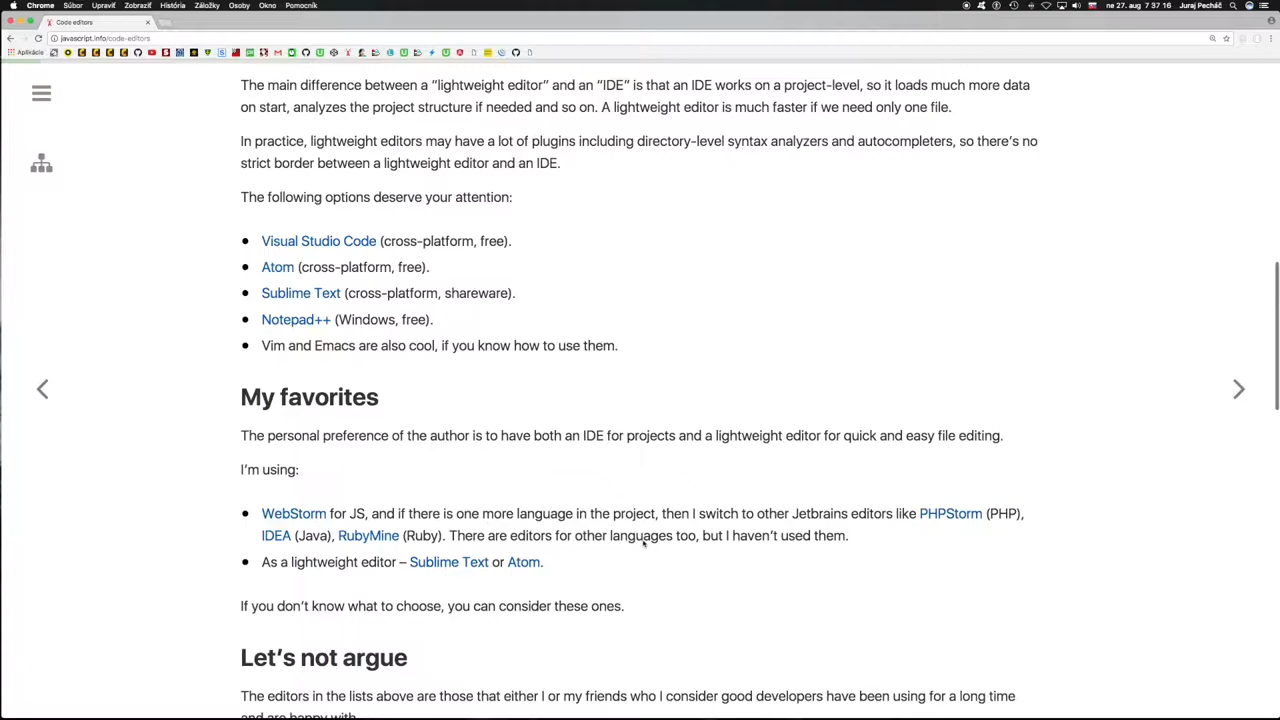 Chrome Súbor Upraviť Zobraziť História Záložky Osoby Okno Pomocník
ne 27. aug 7 37 16 Juraj Pecháč
Code editors
javascript.info/code-editors
Aplikácie
The main difference between a “lightweight editor” and an “IDE” is that an IDE works on a project-level, so it loads much more data
on start, analyzes the project structure if needed and so on. A lightweight editor is much faster if we need only one file.
In practice, lightweight editors may have a lot of plugins including directory-level syntax analyzers and autocompleters, so there’s no
strict border between a lightweight editor and an IDE.
The following options deserve your attention:
Visual Studio Code (cross-platform, free).
Atom (cross-platform, free).
Sublime Text (cross-platform, shareware).
Notepad++ (Windows, free).
Vim and Emacs are also cool, if you know how to use them.
My favorites
The personal preference of the author is to have both an IDE for projects and a lightweight editor for quick and easy file editing.
I’m using:
WebStorm for JS, and if there is one more language in the project, then I switch to other Jetbrains editors like PHPStorm (PHP),
IDEA (Java), RubyMine (Ruby). There are editors for other languages too, but I haven’t used them.
As a lightweight editor – Sublime Text or Atom.
If you don’t know what to choose, you can consider these ones.
Let’s not argue
The editors in the lists above are those that either I or my friends who I consider good developers have been using for a long time
and are happy with.